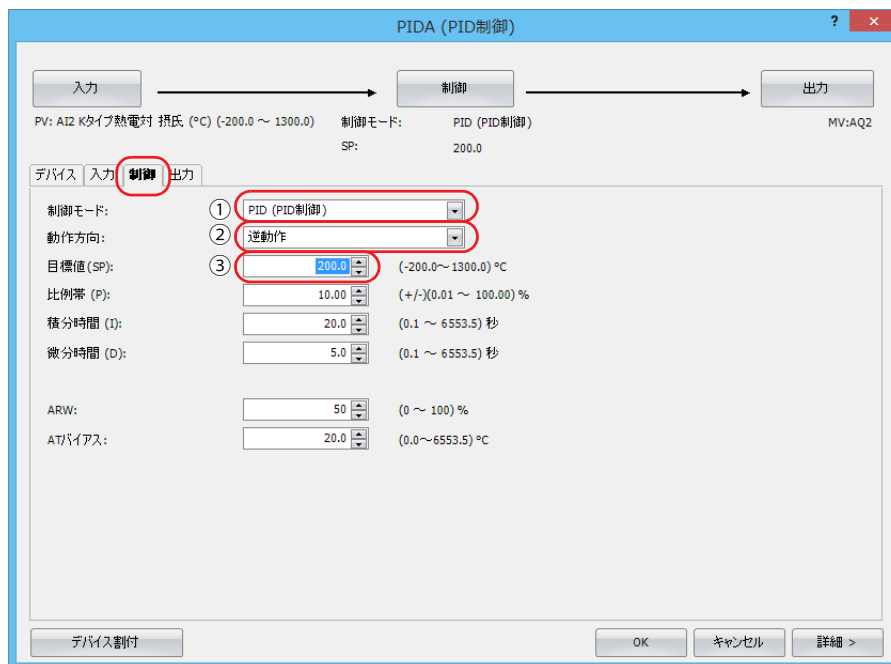 PIDA (PID制御)
? ×
入力 制御 出力
PV: AI2 Kタイプ熱電対 摂氏 (°C) (-200.0 ~ 1300.0) 制御モード: PID (PID制御) MV:AQ2
SP: 200.0
デバイス 入力 制御 出力
制御モード: ① PID (PID制御)
動作方向: ② 逆動作
目標値(SP): ③ 200.0 (-200.0~1300.0) °C
比例帯 (P): 10.00 (+/-)(0.01 ~ 100.00) %
積分時間 (I): 20.0 (0.1 ~ 6553.5) 秒
微分時間 (D): 5.0 (0.1 ~ 6553.5) 秒
ARW: 50 (0 ~ 100) %
ATバイアス: 20.0 (0.0~6553.5) °C
デバイス割付 OK キャンセル 詳細 >